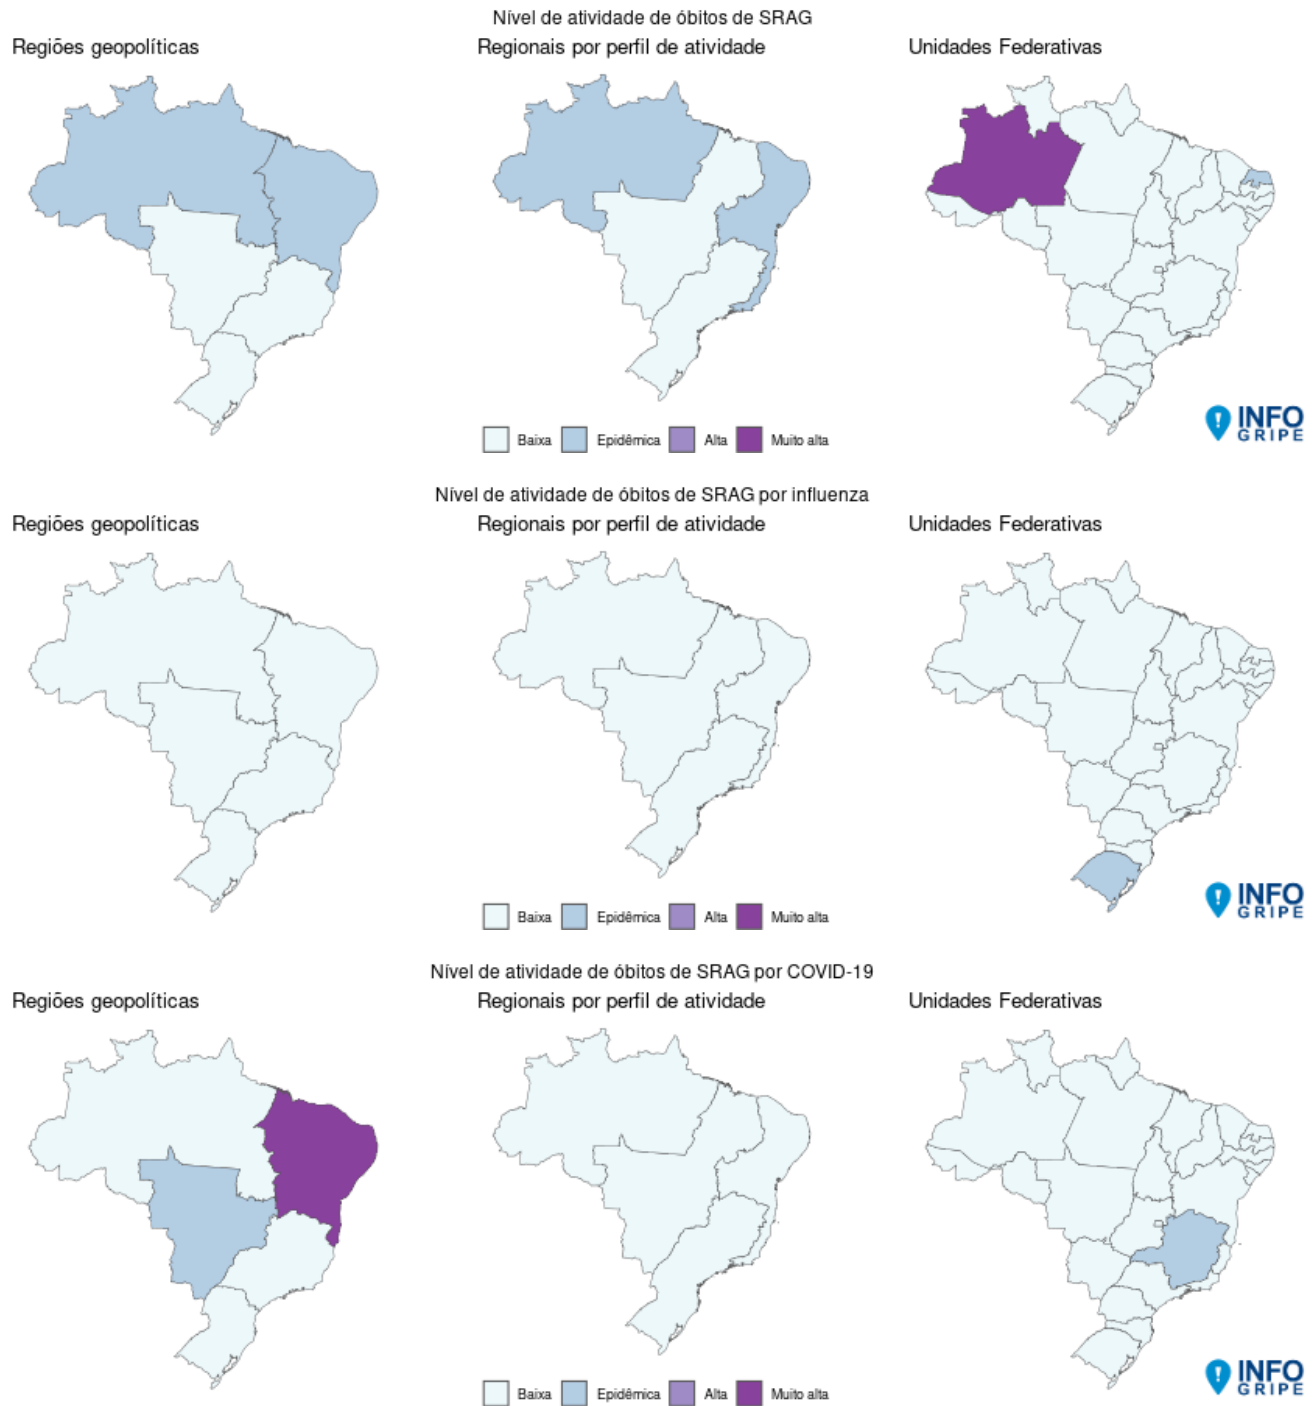 Nível de atividade de óbitos de SRAG
Regiões geopolíticas
Regionais por perfil de atividade
Unidades Federativas
Baixa
Epidêmica
Alta
Muito alta
INFO
GRIPE
Nível de atividade de óbitos de SRAG por influenza
Regiões geopolíticas
Regionais por perfil de atividade
Unidades Federativas
Baixa
Epidêmica
Alta
Muito alta
INFO
GRIPE
Nível de atividade de óbitos de SRAG por COVID-19
Regiões geopolíticas
Regionais por perfil de atividade
Unidades Federativas
Baixa
Epidêmica
Alta
Muito alta
INFO
GRIPE